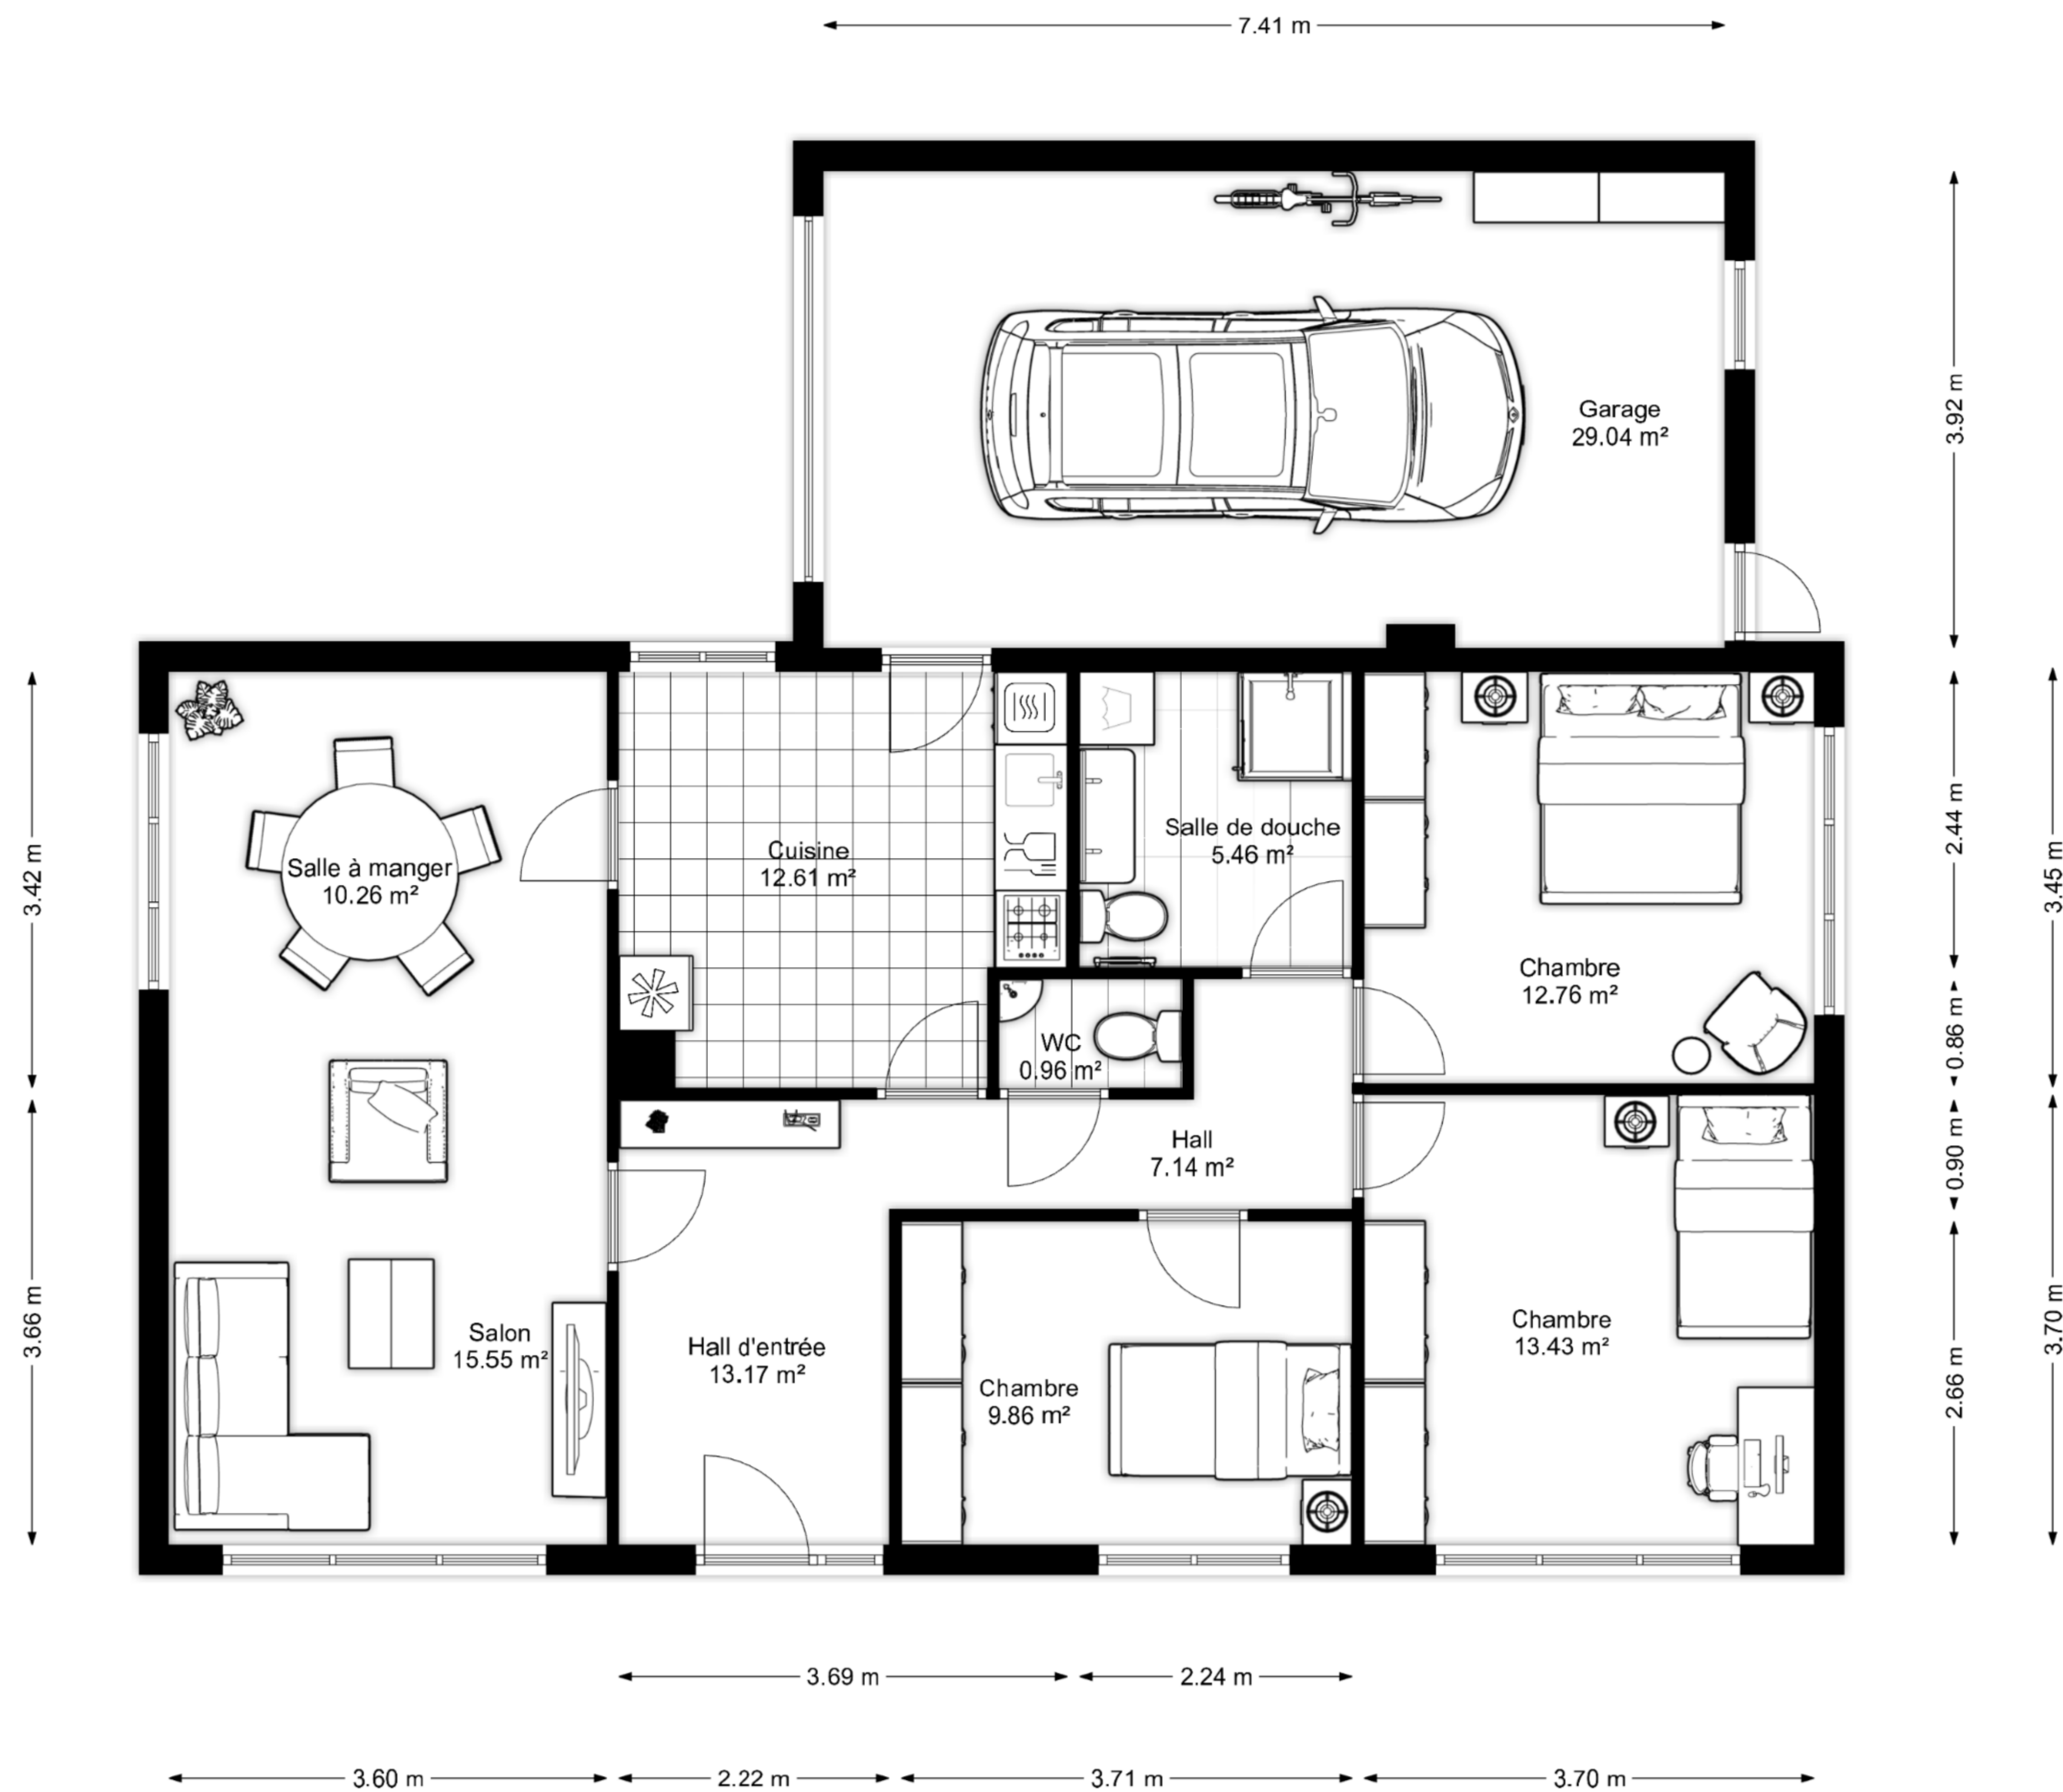 7.41 m
Garage
29.04 m²
3.92 m
Salle à manger
10.26 m²
Cuisine
12.61 m²
Salle de douche
5.46 m²
Chambre
12.76 m²
WC
0.96 m²
Hall
7.14 m²
Salon
15.55 m²
Hall d'entrée
13.17 m²
Chambre
9.86 m²
Chambre
13.43 m²
3.42 m
3.66 m
2.44 m
0.86 m
0.90 m
2.66 m
3.45 m
3.70 m
3.69 m
2.24 m
3.60 m
2.22 m
3.71 m
3.70 m